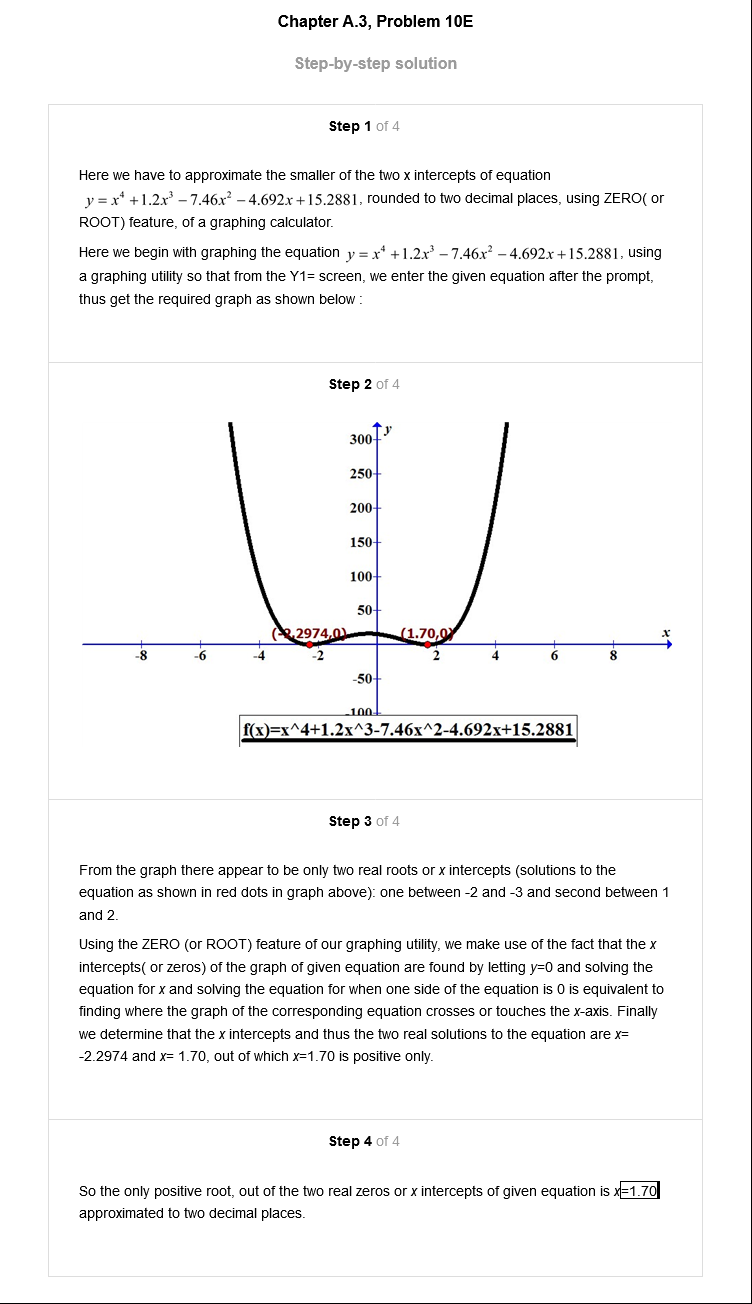 Chapter A.3, Problem 10E
Step-by-step solution
Step 1 of 4
Here we have to approximate the smaller of the two x intercepts of equation
y = x⁴ +1.2x³ − 7.46x² − 4.692x+15.2881, rounded to two decimal places, using ZERO( or
ROOT) feature, of a graphing calculator.
Here we begin with graphing the equation y = x⁴ +1.2x³ − 7.46x² − 4.692x+15.2881, using
a graphing utility so that from the Y1= screen, we enter the given equation after the prompt,
thus get the required graph as shown below :
Step 2 of 4
y
300
250
200
150
100
50
(-2.2974,0) (1.70,0)
x
-8 -6 -4 -2 2 4 6 8
-50
-100
f(x)=x^4+1.2x^3-7.46x^2-4.692x+15.2881
Step 3 of 4
From the graph there appear to be only two real roots or x intercepts (solutions to the
equation as shown in red dots in graph above): one between -2 and -3 and second between 1
and 2.
Using the ZERO (or ROOT) feature of our graphing utility, we make use of the fact that the x
intercepts( or zeros) of the graph of given equation are found by letting y=0 and solving the
equation for x and solving the equation for when one side of the equation is 0 is equivalent to
finding where the graph of the corresponding equation crosses or touches the x-axis. Finally
we determine that the x intercepts and thus the two real solutions to the equation are x=
-2.2974 and x= 1.70, out of which x=1.70 is positive only.
Step 4 of 4
So the only positive root, out of the two real zeros or x intercepts of given equation is x=1.70
approximated to two decimal places.